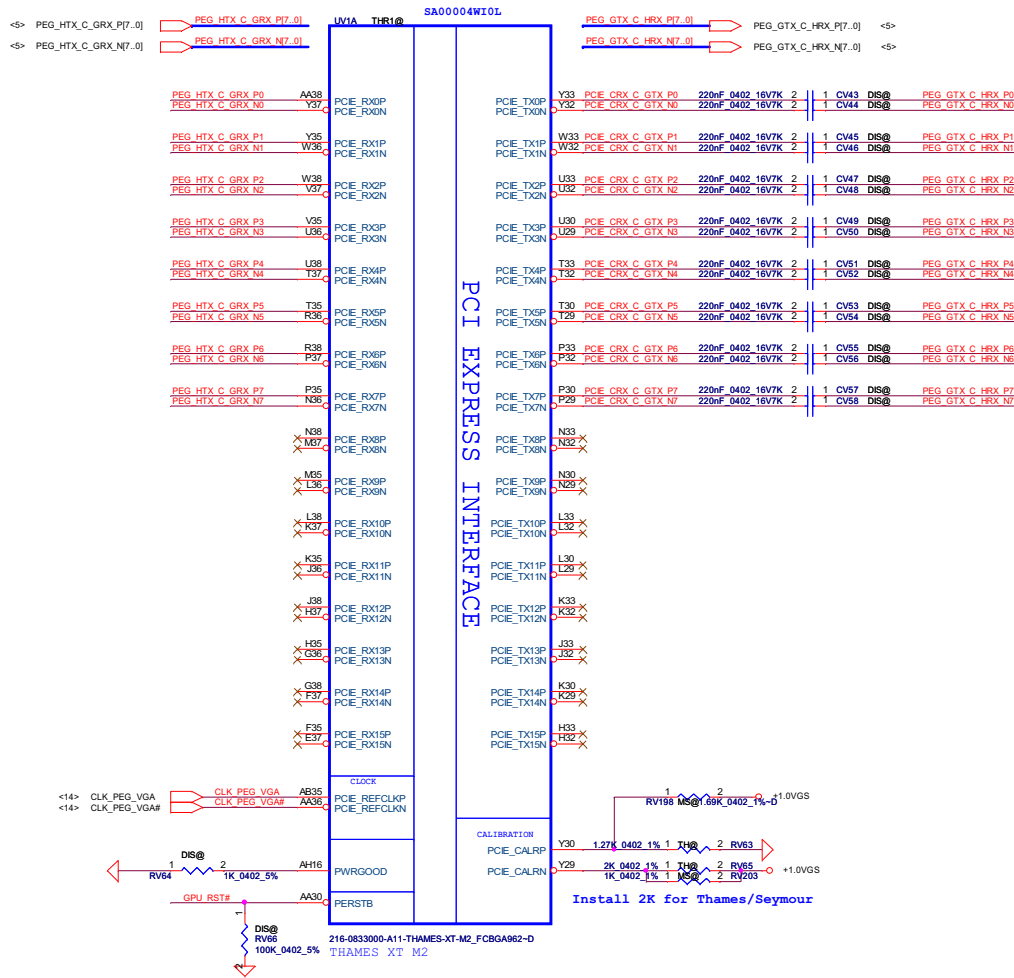 SA00004WI0L
UV1A THR1@
<5> PEG_HTX_C_GRX_P[7..0] PEG_HTX_C_GRX_P[7..0] PEG_GTX_C_HRX_P[7..0] PEG_GTX_C_HRX_P[7..0] <5>
<5> PEG_HTX_C_GRX_N[7..0] PEG_HTX_C_GRX_N[7..0] PEG_GTX_C_HRX_N[7..0] PEG_GTX_C_HRX_N[7..0] <5>
PEG_HTX_C_GRX_P0 AA38 PCIE_RX0P PCIE_TX0P Y33 PCIE_CRX_C_GTX_P0 220nF_0402_16V7K 2 1 CV43 DIS@ PEG_GTX_C_HRX_P0
PEG_HTX_C_GRX_N0 Y37 PCIE_RX0N PCIE_TX0N Y32 PCIE_CRX_C_GTX_N0 220nF_0402_16V7K 2 1 CV44 DIS@ PEG_GTX_C_HRX_N0
PEG_HTX_C_GRX_P1 Y35 PCIE_RX1P PCIE_TX1P W33 PCIE_CRX_C_GTX_P1 220nF_0402_16V7K 2 1 CV45 DIS@ PEG_GTX_C_HRX_P1
PEG_HTX_C_GRX_N1 W36 PCIE_RX1N PCIE_TX1N W32 PCIE_CRX_C_GTX_N1 220nF_0402_16V7K 2 1 CV46 DIS@ PEG_GTX_C_HRX_N1
PEG_HTX_C_GRX_P2 W38 PCIE_RX2P PCIE_TX2P U33 PCIE_CRX_C_GTX_P2 220nF_0402_16V7K 2 1 CV47 DIS@ PEG_GTX_C_HRX_P2
PEG_HTX_C_GRX_N2 V37 PCIE_RX2N PCIE_TX2N U32 PCIE_CRX_C_GTX_N2 220nF_0402_16V7K 2 1 CV48 DIS@ PEG_GTX_C_HRX_N2
PEG_HTX_C_GRX_P3 V35 PCIE_RX3P PCIE_TX3P U30 PCIE_CRX_C_GTX_P3 220nF_0402_16V7K 2 1 CV49 DIS@ PEG_GTX_C_HRX_P3
PEG_HTX_C_GRX_N3 U36 PCIE_RX3N PCIE_TX3N U29 PCIE_CRX_C_GTX_N3 220nF_0402_16V7K 2 1 CV50 DIS@ PEG_GTX_C_HRX_N3
PEG_HTX_C_GRX_P4 U38 PCIE_RX4P PCIE_TX4P T33 PCIE_CRX_C_GTX_P4 220nF_0402_16V7K 2 1 CV51 DIS@ PEG_GTX_C_HRX_P4
PEG_HTX_C_GRX_N4 T37 PCIE_RX4N PCIE_TX4N T32 PCIE_CRX_C_GTX_N4 220nF_0402_16V7K 2 1 CV52 DIS@ PEG_GTX_C_HRX_N4
PEG_HTX_C_GRX_P5 T35 PCIE_RX5P PCIE_TX5P T30 PCIE_CRX_C_GTX_P5 220nF_0402_16V7K 2 1 CV53 DIS@ PEG_GTX_C_HRX_P5
PEG_HTX_C_GRX_N5 R36 PCIE_RX5N PCIE_TX5N T29 PCIE_CRX_C_GTX_N5 220nF_0402_16V7K 2 1 CV54 DIS@ PEG_GTX_C_HRX_N5
PEG_HTX_C_GRX_P6 R38 PCIE_RX6P PCIE_TX6P P33 PCIE_CRX_C_GTX_P6 220nF_0402_16V7K 2 1 CV55 DIS@ PEG_GTX_C_HRX_P6
PEG_HTX_C_GRX_N6 P37 PCIE_RX6N PCIE_TX6N P32 PCIE_CRX_C_GTX_N6 220nF_0402_16V7K 2 1 CV56 DIS@ PEG_GTX_C_HRX_N6
PEG_HTX_C_GRX_P7 P35 PCIE_RX7P PCIE_TX7P P30 PCIE_CRX_C_GTX_P7 220nF_0402_16V7K 2 1 CV57 DIS@ PEG_GTX_C_HRX_P7
PEG_HTX_C_GRX_N7 N36 PCIE_RX7N PCIE_TX7N P29 PCIE_CRX_C_GTX_N7 220nF_0402_16V7K 2 1 CV58 DIS@ PEG_GTX_C_HRX_N7
PCI EXPRESS INTERFACE
N38 PCIE_RX8P PCIE_TX8P N33
M37 PCIE_RX8N PCIE_TX8N N32
M35 PCIE_RX9P PCIE_TX9P N30
L36 PCIE_RX9N PCIE_TX9N N29
L38 PCIE_RX10P PCIE_TX10P L33
K37 PCIE_RX10N PCIE_TX10N L32
K35 PCIE_RX11P PCIE_TX11P L30
J36 PCIE_RX11N PCIE_TX11N L29
J38 PCIE_RX12P PCIE_TX12P K33
H37 PCIE_RX12N PCIE_TX12N K32
H35 PCIE_RX13P PCIE_TX13P J33
G36 PCIE_RX13N PCIE_TX13N J32
G38 PCIE_RX14P PCIE_TX14P K30
F37 PCIE_RX14N PCIE_TX14N K29
F35 PCIE_RX15P PCIE_TX15P H33
E37 PCIE_RX15N PCIE_TX15N H32
CLOCK
<14> CLK_PEG_VGA CLK_PEG_VGA AB35 PCIE_REFCLKP
<14> CLK_PEG_VGA# CLK_PEG_VGA# AA36 PCIE_REFCLKN
1 2 +1.0VGS
RV198 MS@ 1.69K_0402_1%~D
CALIBRATION
PCIE_CALRP Y30 1.27K_0402_1% 1 TH@ 2 RV63
PCIE_CALRN Y29 2K_0402_1% 1 TH@ 2 RV65 +1.0VGS
1K_0402_1% 1 MS@ 2 RV203
Install 2K for Thames/Seymour
DIS@
1 2 AH16 PWRGOOD
RV64 1K_0402_5%
GPU_RST# AA30 PERSTB
1
DIS@
RV66
100K_0402_5%
2
216-0833000-A11-THAMES-XT-M2_FCBGA962~D
THAMES XT M2